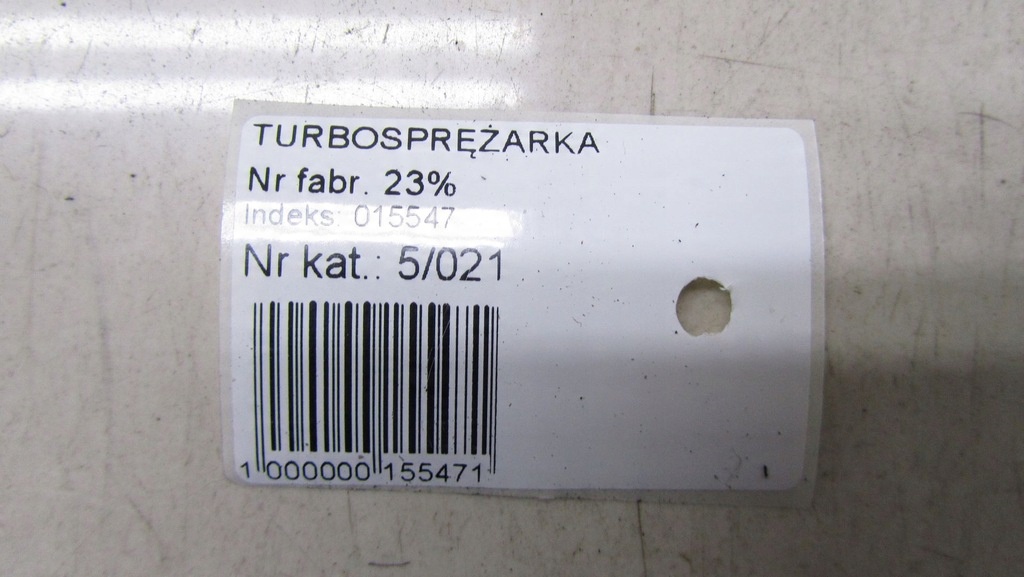 TURBOSPRĘŻARKA
Nr fabr. 23%
Indeks: 015547
Nr kat.: 5/021
1 000000 155471